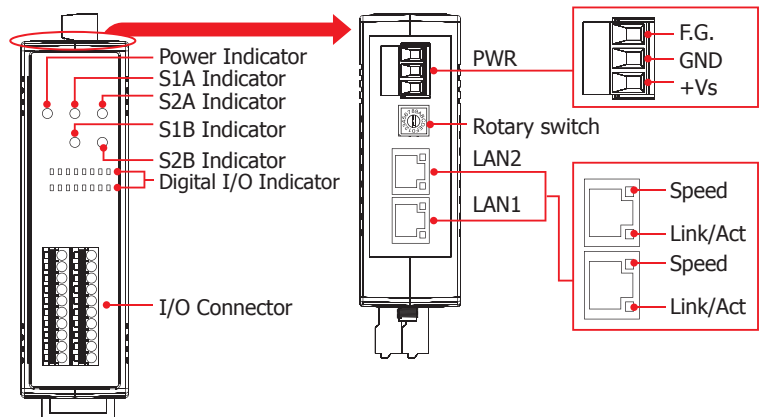 Power Indicator
S1A Indicator
S2A Indicator
S1B Indicator
S2B Indicator
Digital I/O Indicator
I/O Connector
PWR
Rotary switch
LAN2
LAN1
F.G.
GND
+Vs
Speed
Link/Act
Speed
Link/Act